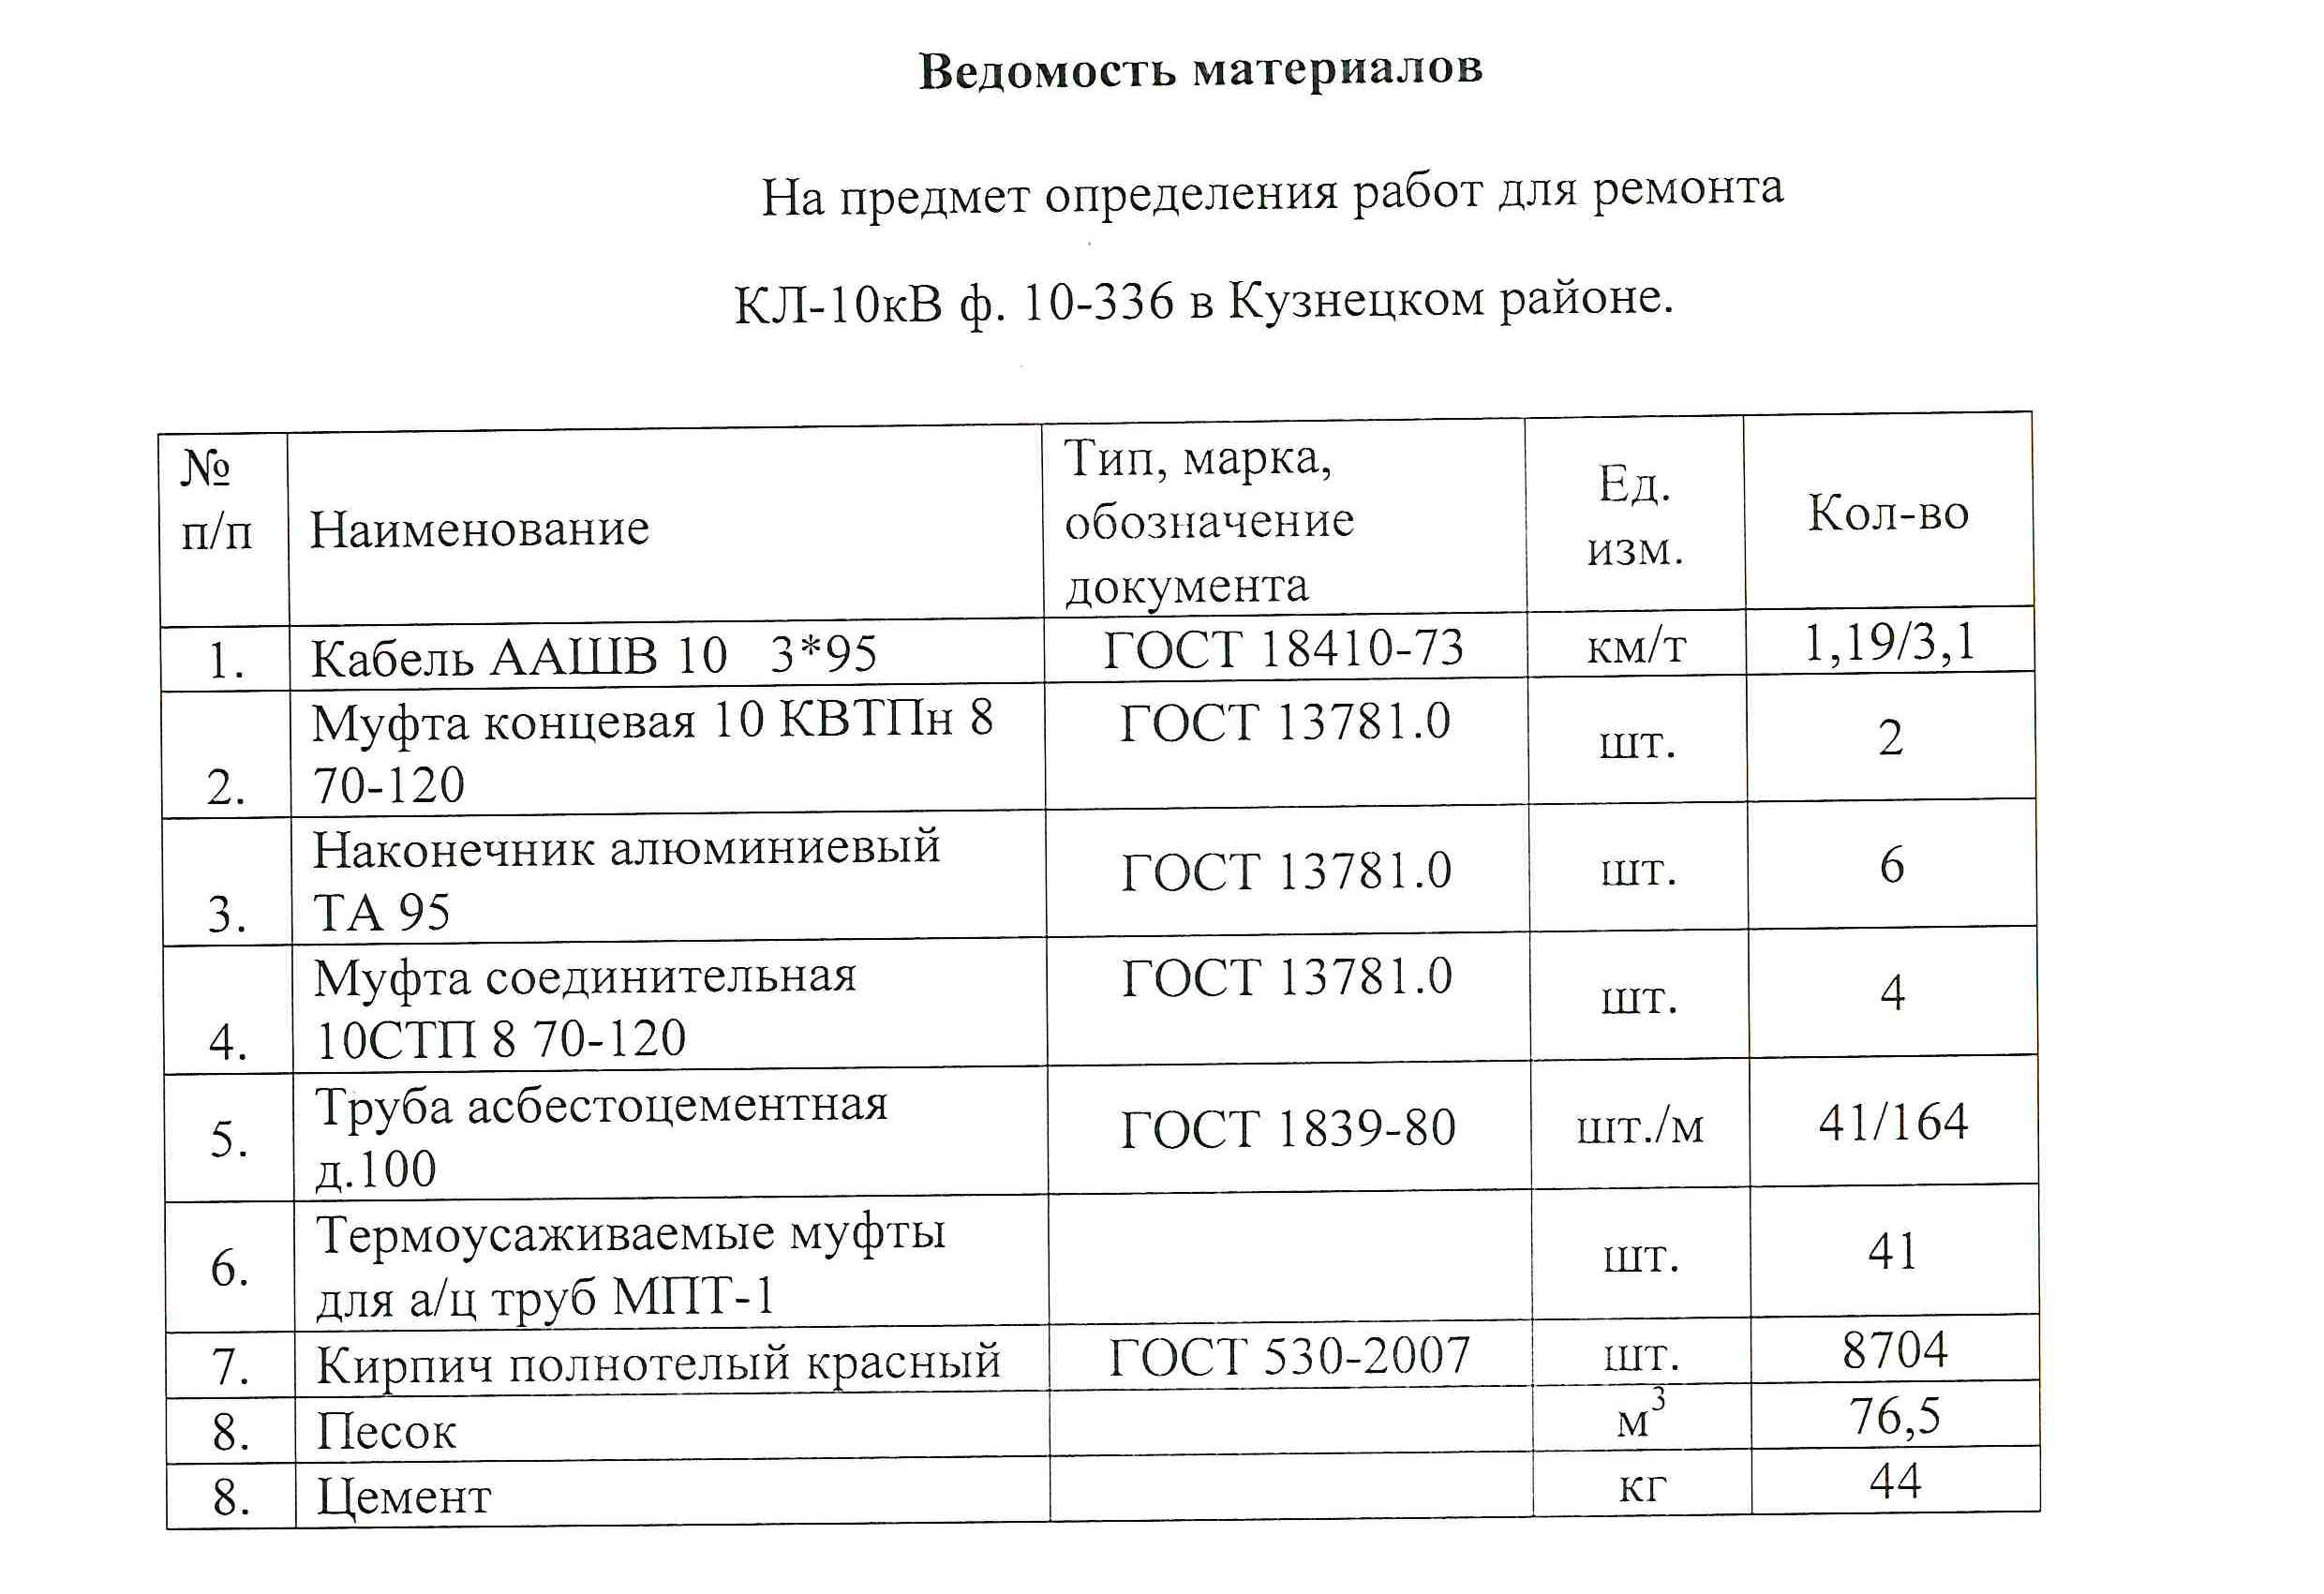 Ведомость материалов
На предмет определения работ для ремонта
КЛ-10кВ ф. 10-336 в Кузнецком районе.
№ п/п Наименование Тип, марка, обозначение документа Ед. изм. Кол-во
1. Кабель ААШВ 10 3*95 ГОСТ 18410-73 км/т 1,19/3,1
2. Муфта концевая 10 КВТПн 8 70-120 ГОСТ 13781.0 шт. 2
3. Наконечник алюминиевый ТА 95 ГОСТ 13781.0 шт. 6
4. Муфта соединительная 10СТП 8 70-120 ГОСТ 13781.0 шт. 4
5. Труба асбестоцементная д.100 ГОСТ 1839-80 шт./м 41/164
6. Термоусаживаемые муфты для а/ц труб МПТ-1 шт. 41
7. Кирпич полнотелый красный ГОСТ 530-2007 шт. 8704
8. Песок м³ 76,5
8. Цемент кг 44